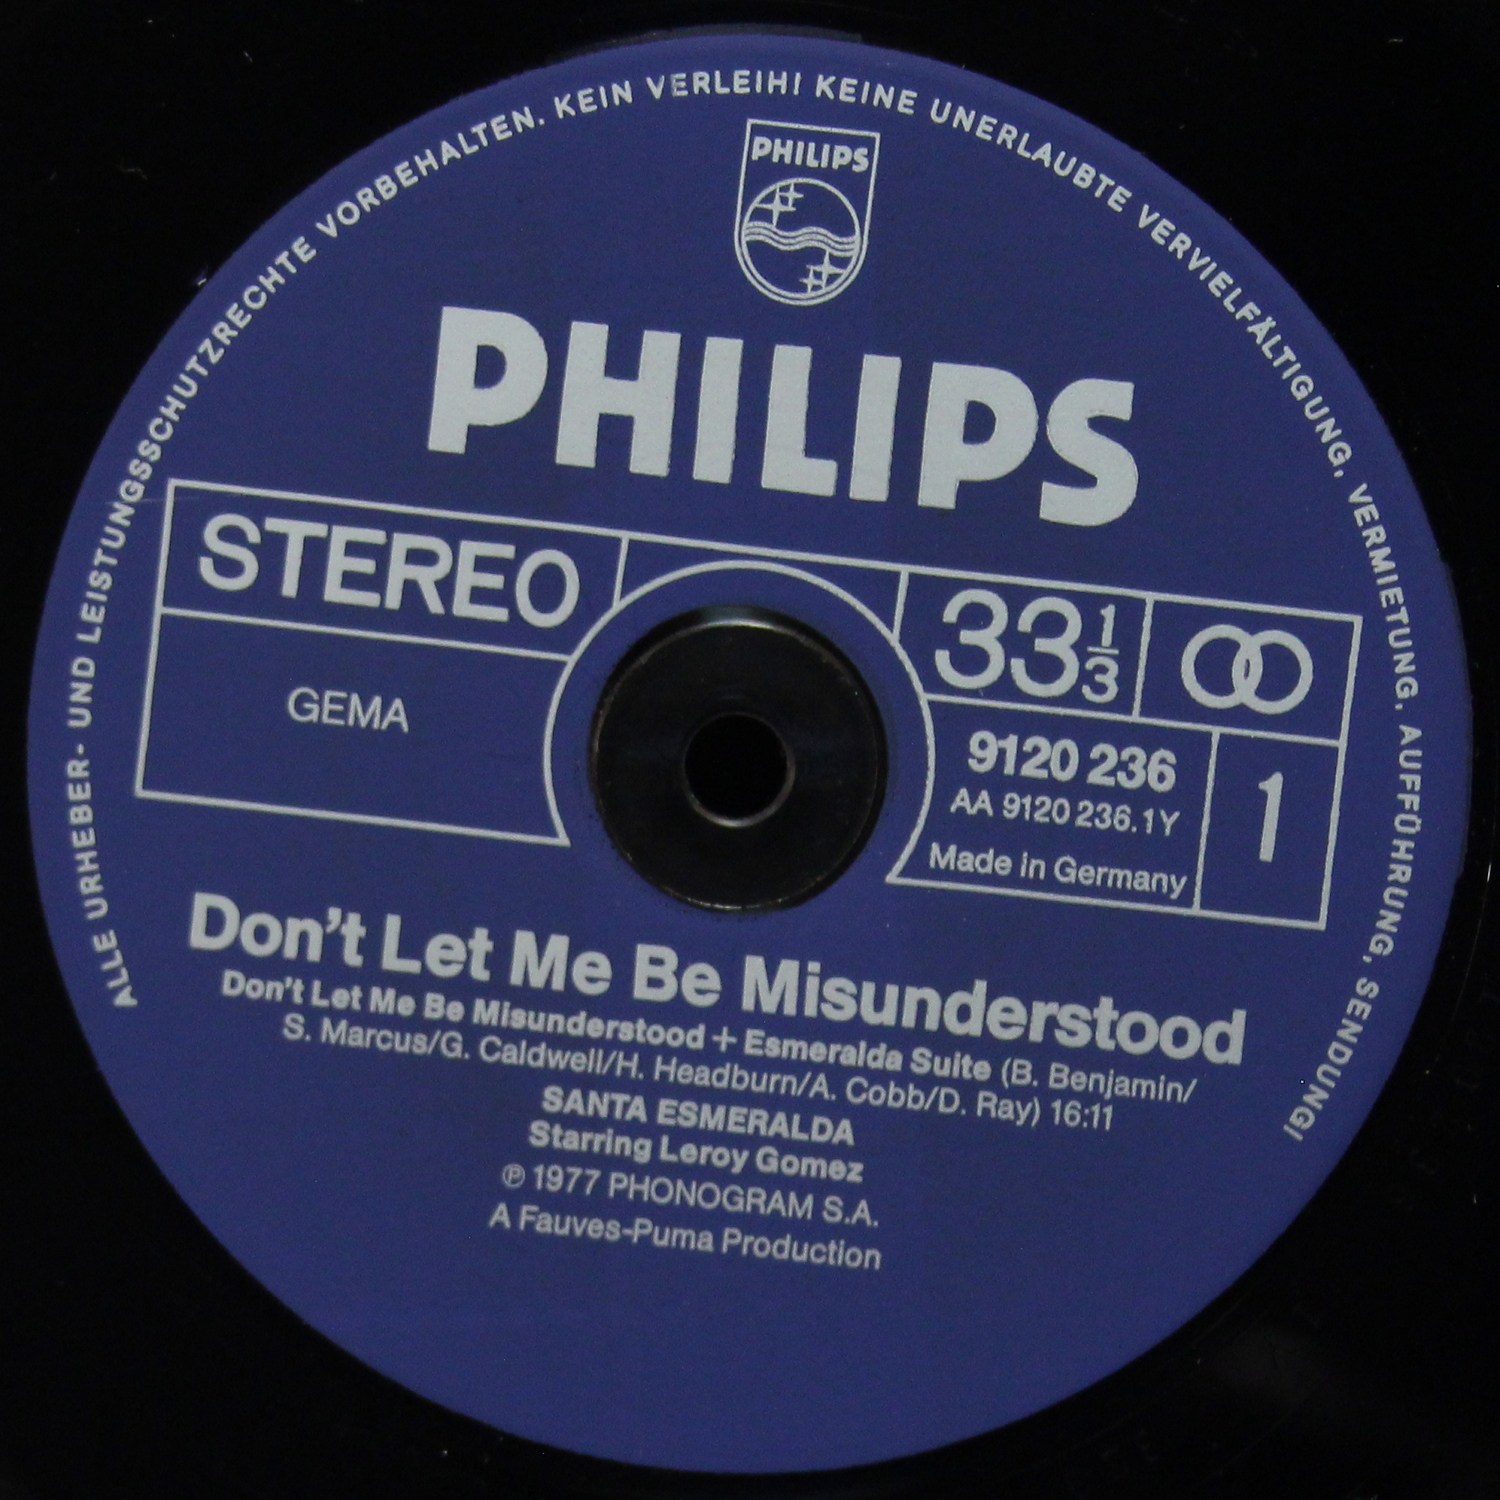 ALLE URHEBER- UND LEISTUNGSSCHUTZRECHTE VORBEHALTEN. KEIN VERLEIH! KEINE UNERLAUBTE VERVIELFÄLTIGUNG, VERMIETUNG, AUFFÜHRUNG, SENDUNG!
PHILIPS
PHILIPS
STEREO
33 1/3
GEMA
9120 236
AA 9120 236.1Y
Made in Germany
1
Don't Let Me Be Misunderstood
Don't Let Me Be Misunderstood + Esmeralda Suite (B. Benjamin/
S. Marcus/G. Caldwell/H. Headburn/A. Cobb/D. Ray) 16:11
SANTA ESMERALDA
Starring Leroy Gomez
℗ 1977 PHONOGRAM S.A.
A Fauves-Puma Production